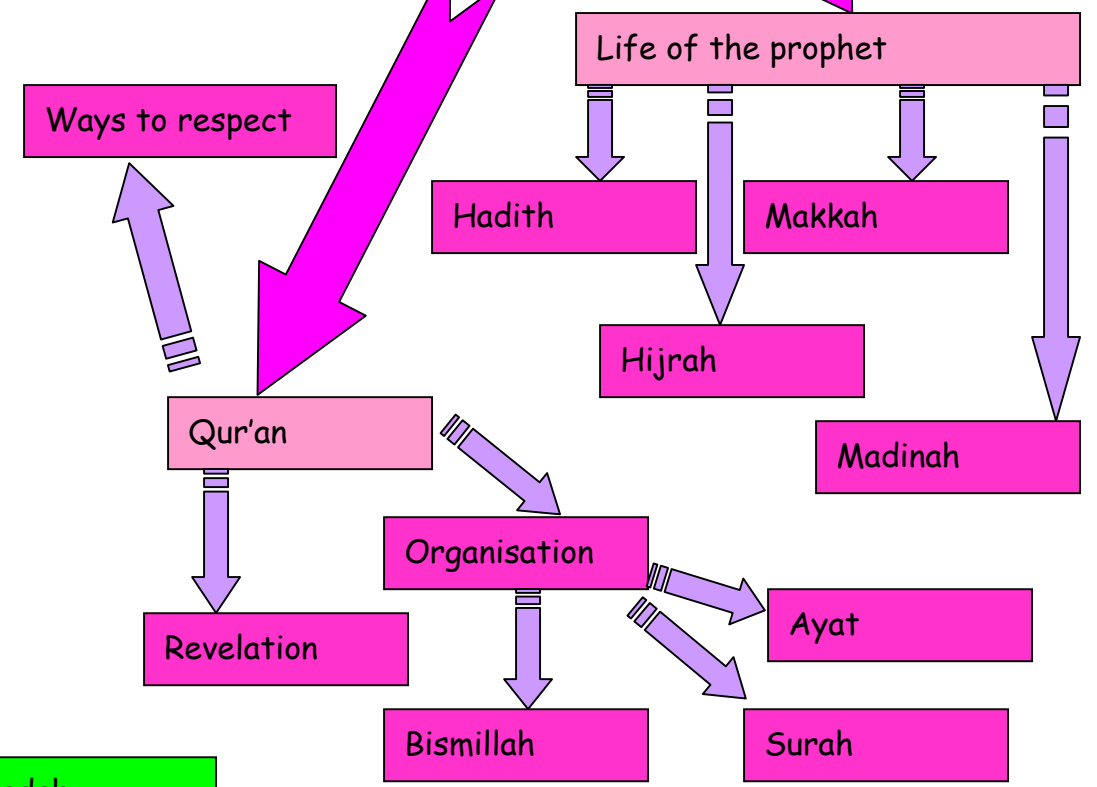 Life of the prophet
Ways to respect
Hadith
Makkah
Hijrah
Qur’an
Madinah
Organisation
Ayat
Revelation
Bismillah
Surah